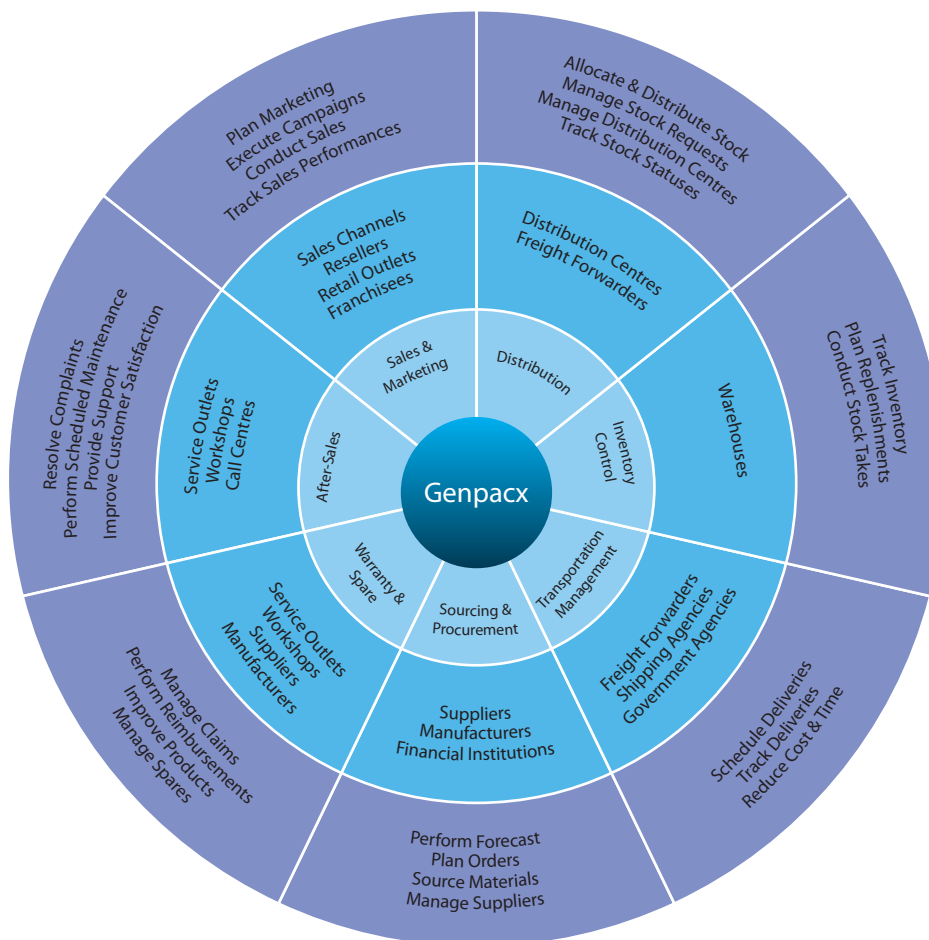 Plan Marketing
Execute Campaigns
Conduct Sales
Track Sales Performances
Allocate & Distribute Stock
Manage Stock Requests
Manage Distribution Centres
Track Stock Statuses
Track Inventory
Plan Replenishments
Conduct Stock Takes
Schedule Deliveries
Track Deliveries
Reduce Cost & Time
Perform Forecast
Plan Orders
Source Materials
Manage Suppliers
Manage Claims
Perform Reimbursements
Improve Products
Manage Spares
Resolve Complaints
Perform Scheduled Maintenance
Provide Support
Improve Customer Satisfaction
Sales Channels
Resellers
Retail Outlets
Franchisees
Distribution Centres
Freight Forwarders
Warehouses
Freight Forwarders
Shipping Agencies
Government Agencies
Suppliers
Manufacturers
Financial Institutions
Service Outlets
Workshops
Suppliers
Manufacturers
Service Outlets
Workshops
Call Centres
Sales &
Marketing
Distribution
Inventory
Control
Transportation
Management
Sourcing &
Procurement
Warranty &
Spare
After-Sales
Genpacx